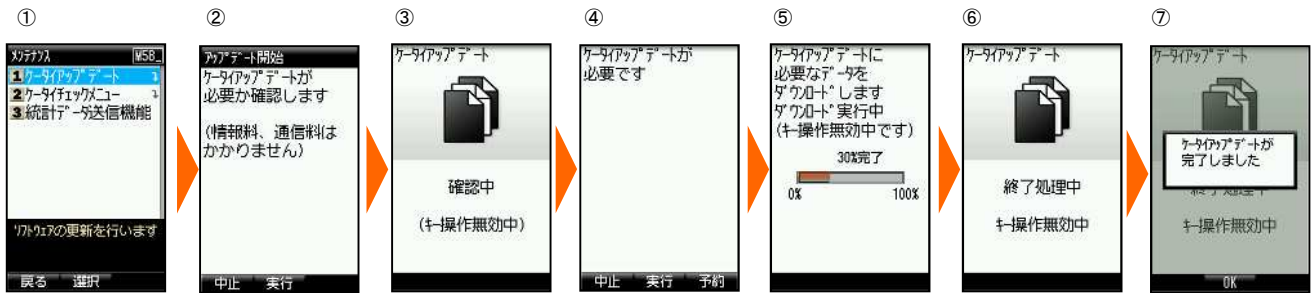 ①
ﾒﾝﾃﾅﾝｽ M58_
1 ｹｰﾀｲｱｯﾌﾟﾃﾞｰﾄ
2 ｹｰﾀｲﾁｪｯｸﾒﾆｭｰ
3 統計ﾃﾞｰﾀ送信機能
ｿﾌﾄｳｪｱの更新を行います
戻る 選択
②
ｱｯﾌﾟﾃﾞｰﾄ開始
ｹｰﾀｲｱｯﾌﾟﾃﾞｰﾄが
必要か確認します
(情報料、通信料は
かかりません)
中止 実行
③
ｹｰﾀｲｱｯﾌﾟﾃﾞｰﾄ
確認中
(ｷｰ操作無効中)
④
ｹｰﾀｲｱｯﾌﾟﾃﾞｰﾄが
必要です
中止 実行 予約
⑤
ｹｰﾀｲｱｯﾌﾟﾃﾞｰﾄに
必要なﾃﾞｰﾀを
ﾀﾞｳﾝﾛｰﾄﾞします
ﾀﾞｳﾝﾛｰﾄﾞ実行中
(ｷｰ操作無効中です)
30%完了
0% 100%
⑥
ｹｰﾀｲｱｯﾌﾟﾃﾞｰﾄ
終了処理中
ｷｰ操作無効中
⑦
ｹｰﾀｲｱｯﾌﾟﾃﾞｰﾄ
ｹｰﾀｲｱｯﾌﾟﾃﾞｰﾄが
完了しました
終了処理中
ｷｰ操作無効中
OK